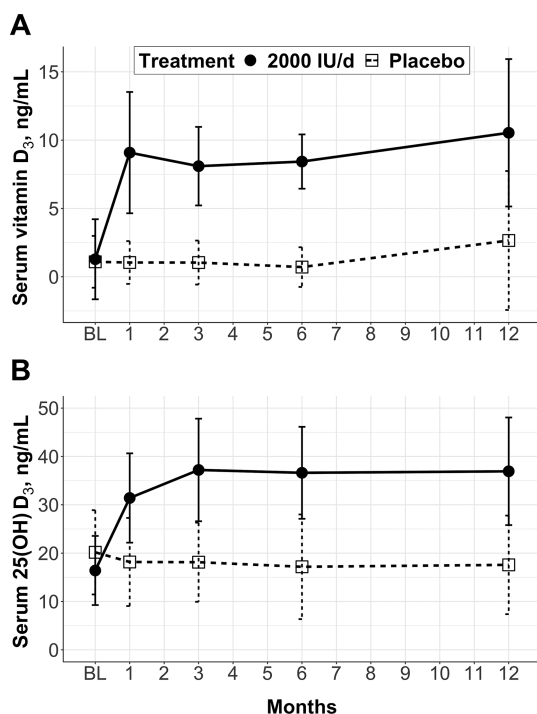 A
Treatment 2000 IU/d Placebo
Serum vitamin D₃, ng/mL
15
10
5
0
BL 1 2 3 4 5 6 7 8 9 10 11 12
B
Serum 25(OH) D₃, ng/mL
50
40
30
20
10
0
BL 1 2 3 4 5 6 7 8 9 10 11 12
Months